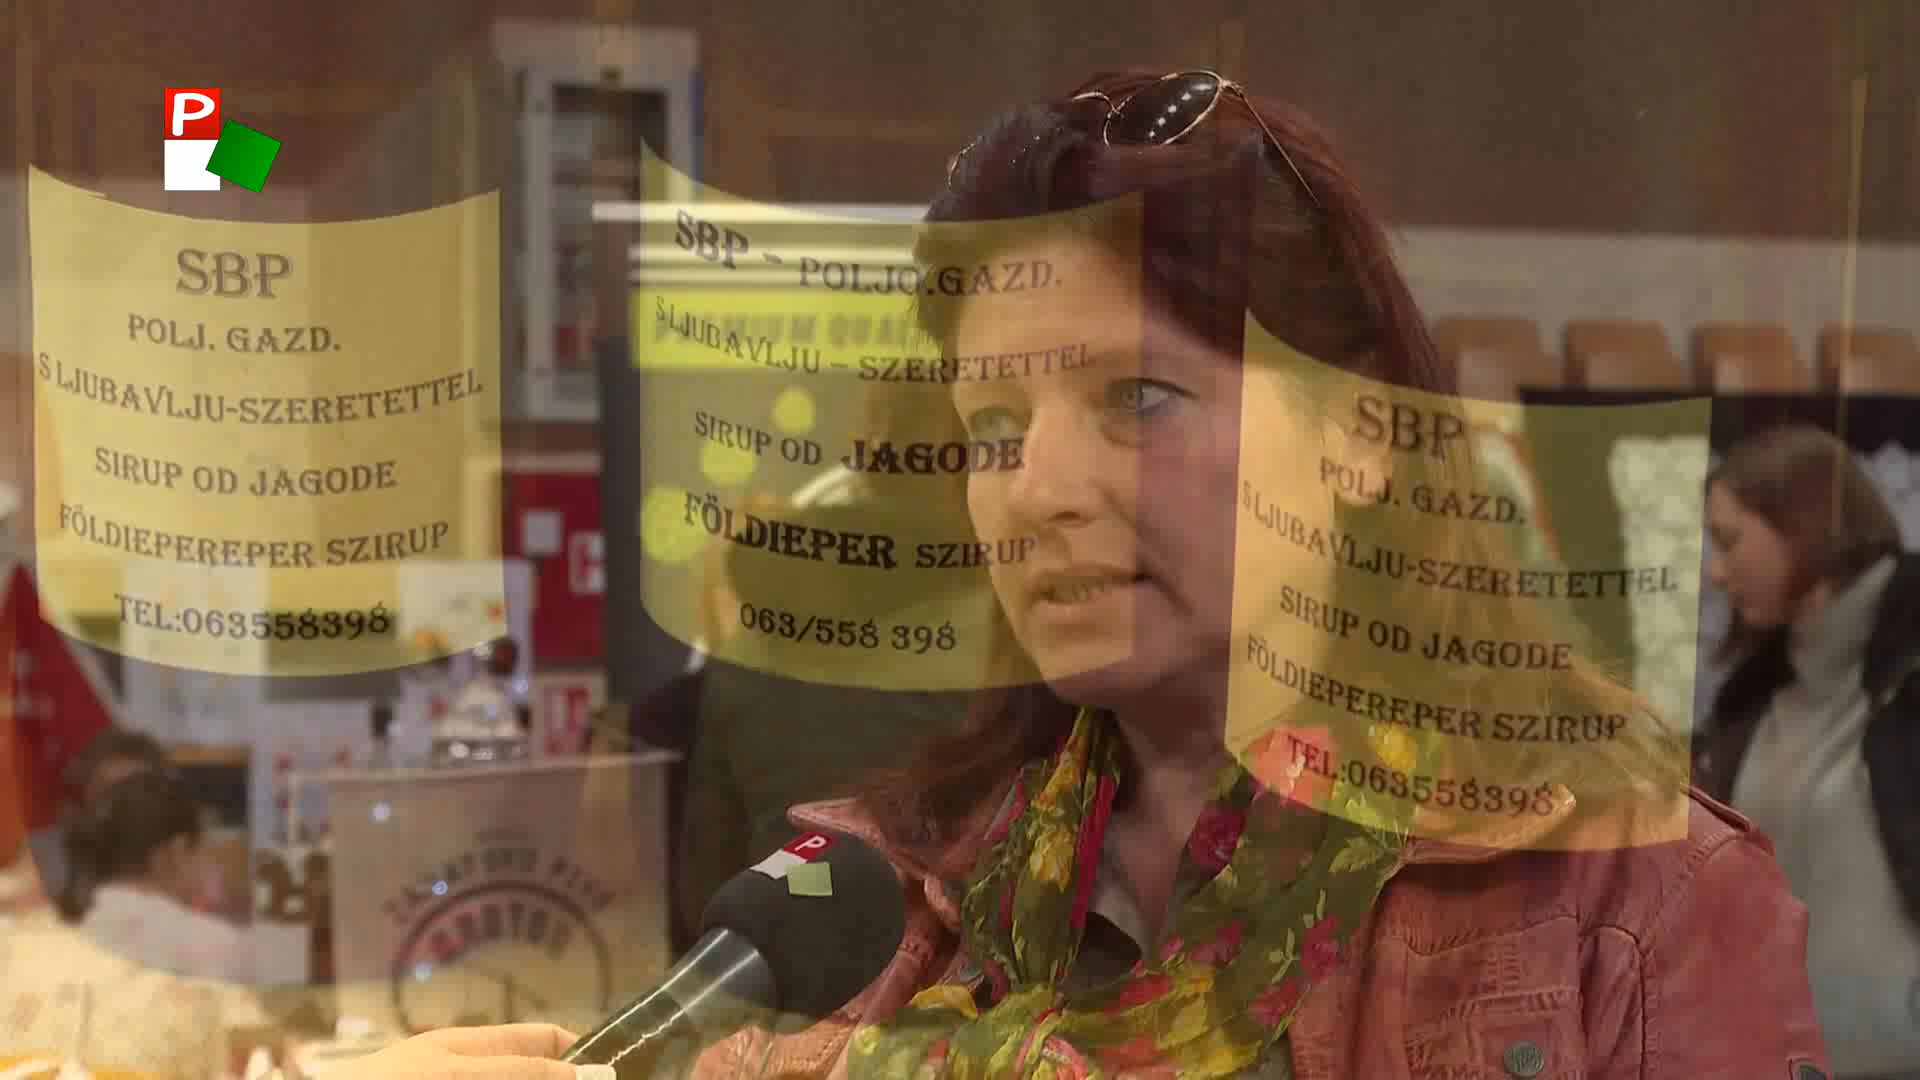 P
SBP
POLJ. GAZD.
S LJUBAVLJU-SZERETETTEL
SIRUP OD JAGODE
FÖLDIEPEREPER SZIRUP
TEL:063558398
SBP - POLJO.GAZD.
S LJUBAVLJU - SZERETETTEL
SIRUP OD JAGODE
FÖLDIEPER SZIRUP
063/558 398
SBP
POLJ. GAZD.
S LJUBAVLJU-SZERETETTEL
SIRUP OD JAGODE
FÖLDIEPEREPER SZIRUP
TEL:063558398
P